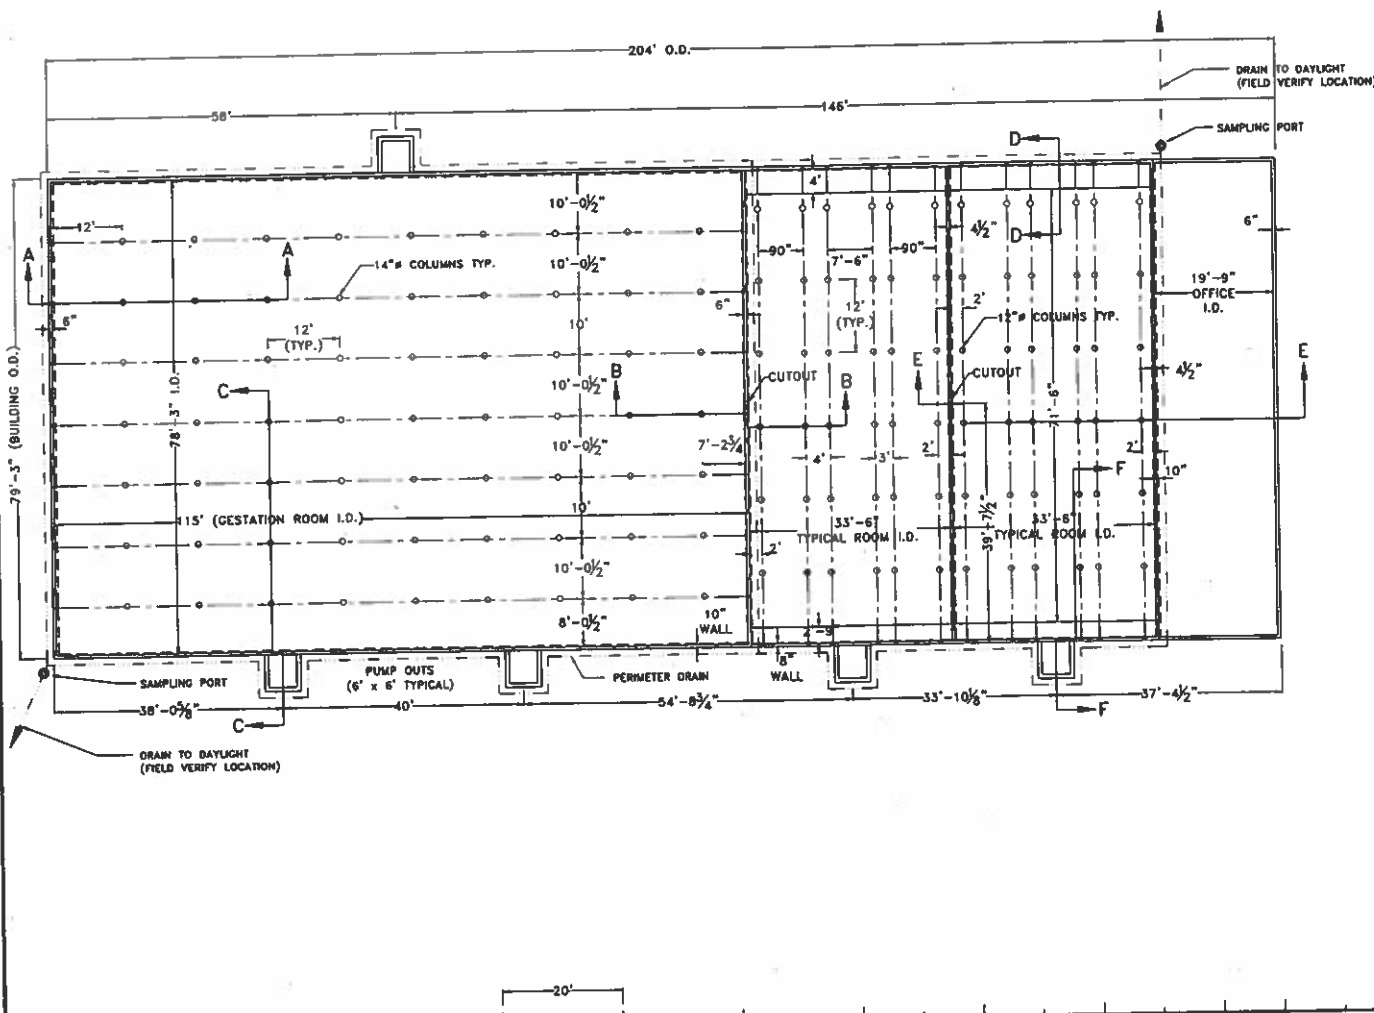 204' O.D.
DRAIN TO DAYLIGHT
(FIELD VERIFY LOCATION)
58'
146'
SAMPLING PORT
D
4'
10'-0½"
12'
4½"
6"
A
A
14"ø COLUMNS TYP.
10'-0½"
90"
7'-6"
90"
D
19'-9"
OFFICE
I.D.
6"
6"
12'
(TYP.)
10'
12'
(TYP.)
2'
12"ø COLUMNS TYP.
79'-3" (BUILDING O.D.)
78'-3" I.D.
C
10'-0½"
B
CUTOUT
B
E
CUTOUT
71'-6"
4½"
E
10'-0½"
7'-2¾
4'
3'
2'
F
2'
10"
115' (GESTATION ROOM I.D.)
10'
33'-6"
TYPICAL ROOM I.D.
39'-7½"
33'-6"
TYPICAL ROOM I.D.
2'
10'-0½"
8'-0½"
10"
WALL
2'-9
8"
WALL
SAMPLING PORT
PUMP OUTS
(6' x 6' TYPICAL)
PERIMETER DRAIN
38'-0⅝"
40'
54'-8¾"
33'-10⅛"
37'-4½"
C
F
DRAIN TO DAYLIGHT
(FIELD VERIFY LOCATION)
20'